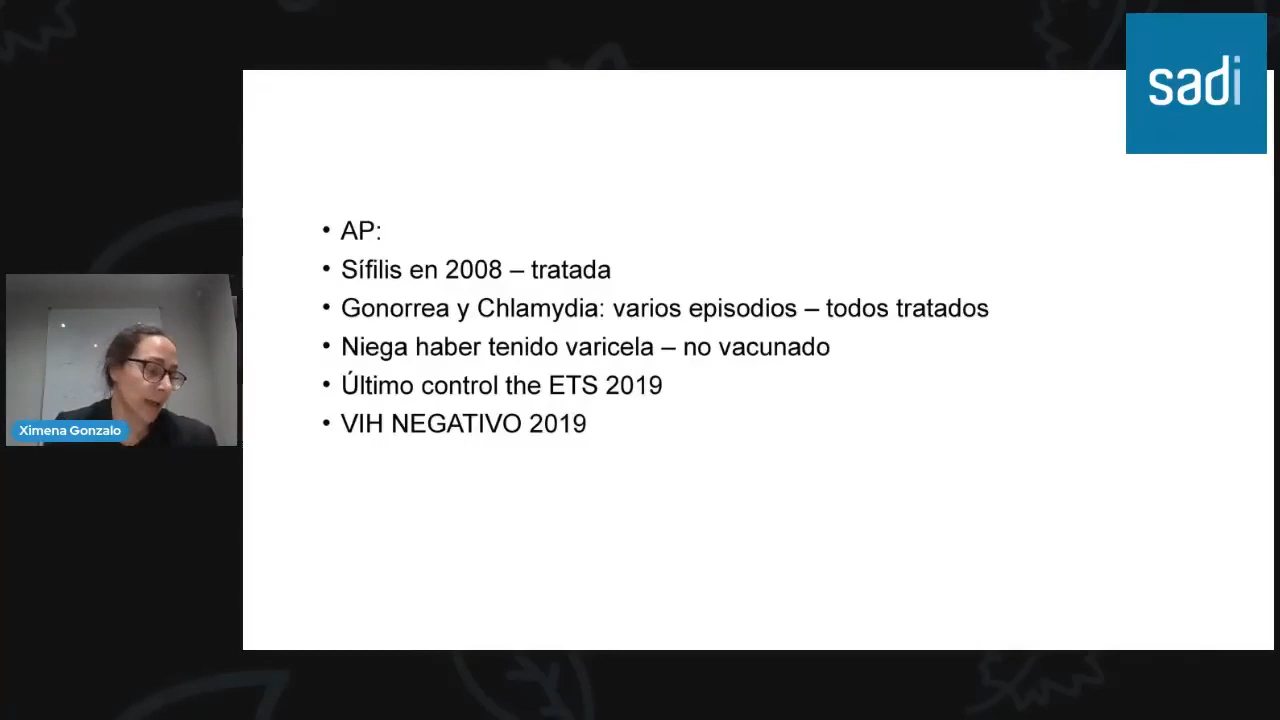 sadi
• AP:
• Sífilis en 2008 – tratada
• Gonorrea y Chlamydia: varios episodios – todos tratados
• Niega haber tenido varicela – no vacunado
• Último control the ETS 2019
• VIH NEGATIVO 2019
Ximena Gonzalo